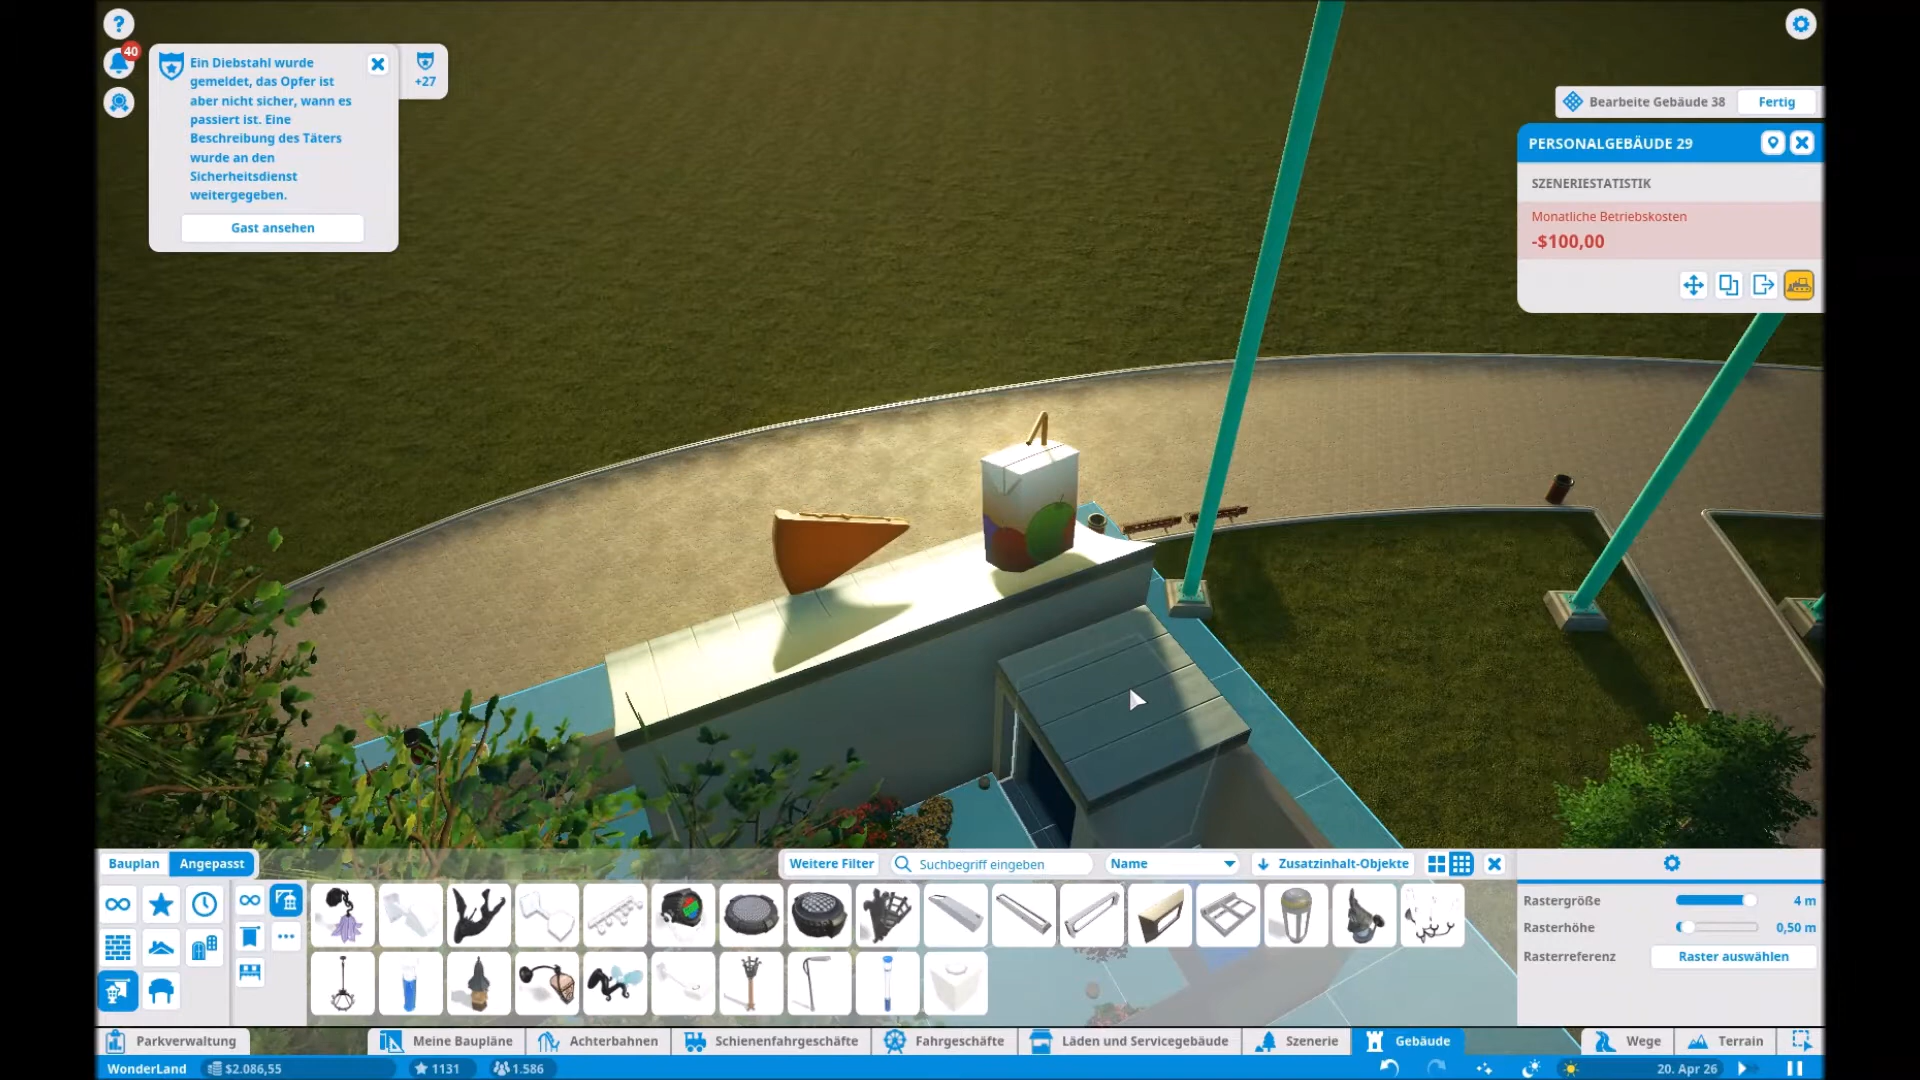 ?
40
Ein Diebstahl wurde
gemeldet, das Opfer ist
aber nicht sicher, wann es
passiert ist. Eine
Beschreibung des Täters
wurde an den
Sicherheitsdienst
weitergegeben.
Gast ansehen
+27
Bearbeite Gebäude 38
Fertig
PERSONALGEBÄUDE 29
SZENERIESTATISTIK
Monatliche Betriebskosten
-$100,00
Bauplan
Angepasst
Weitere Filter
Suchbegriff eingeben
Name
Zusatzinhalt-Objekte
Rastergröße
4 m
Rasterhöhe
0,50 m
Rasterreferenz
Raster auswählen
Parkverwaltung
Meine Baupläne
Achterbahnen
Schienenfahrgeschäfte
Fahrgeschäfte
Läden und Servicegebäude
Szenerie
Gebäude
Wege
Terrain
WonderLand
$2.086,55
1131
1.586
20. Apr 26